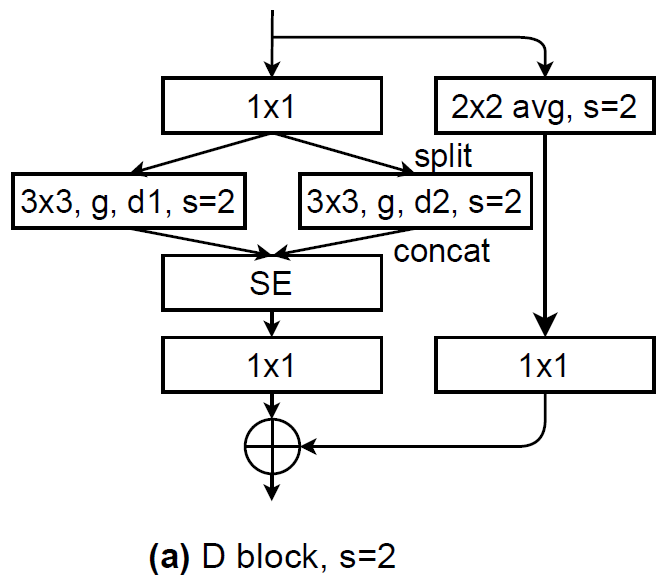 1x1
2x2 avg, s=2
split
3x3, g, d1, s=2
3x3, g, d2, s=2
concat
SE
1x1
1x1
(a) D block, s=2